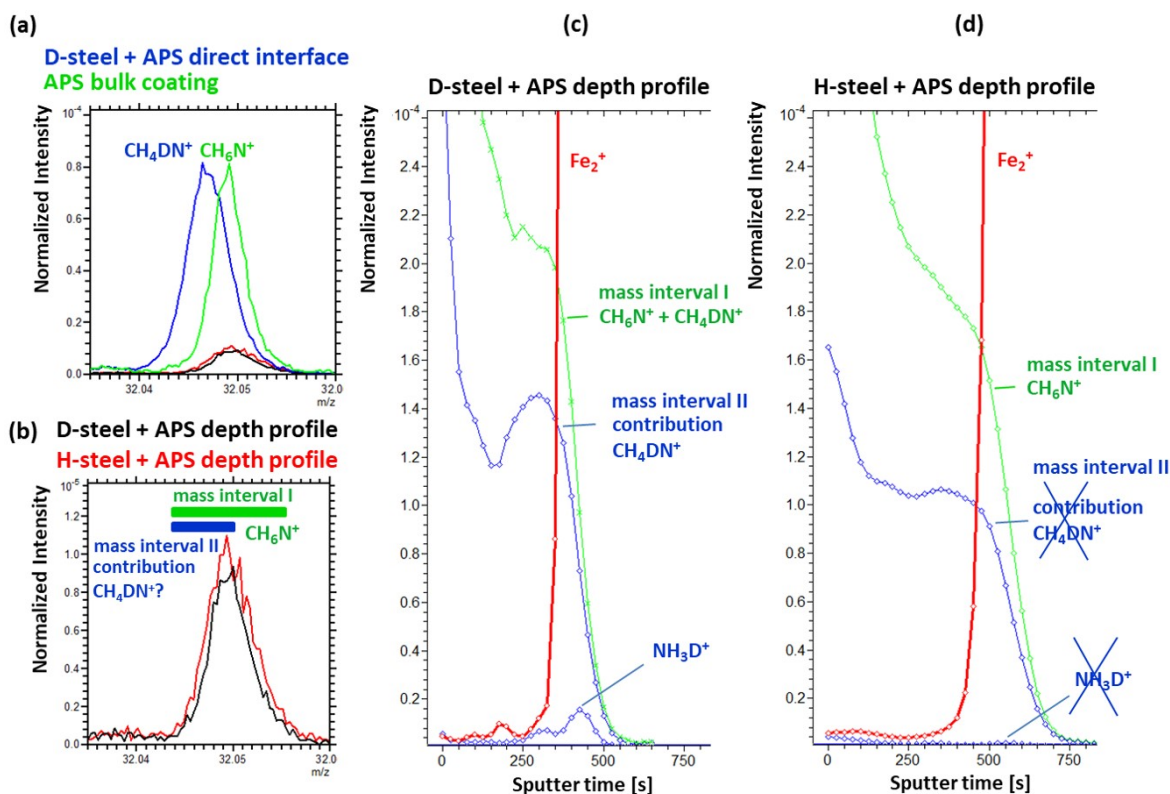 (a)
D-steel + APS direct interface
APS bulk coating
10-4
CH4DN+ CH6N+
Normalized Intensity
0.8
0.6
0.4
0.2
0.0
32.04
32.05
32.0
m/z
(b)
D-steel + APS depth profile
H-steel + APS depth profile
10-5
mass interval I
CH6N+
mass interval II
contribution
CH4DN+?
Normalized Intensity
1.2
1.0
0.8
0.6
0.4
0.2
0.0
32.04
32.05
32.0
m/z
(c)
D-steel + APS depth profile
10-4
Normalized Intensity
2.4
2.2
2.0
1.8
1.6
1.4
1.2
1.0
0.8
0.6
0.4
0.2
Fe2+
mass interval I
CH6N+ + CH4DN+
mass interval II
contribution
CH4DN+
NH3D+
0
250
500
750
Sputter time [s]
(d)
H-steel + APS depth profile
10-4
Normalized Intensity
2.4
2.2
2.0
1.8
1.6
1.4
1.2
1.0
0.8
0.6
0.4
0.2
Fe2+
mass interval I
CH6N+
mass interval II
contribution
CH4DN+
NH3D+
0
250
500
750
Sputter time [s]